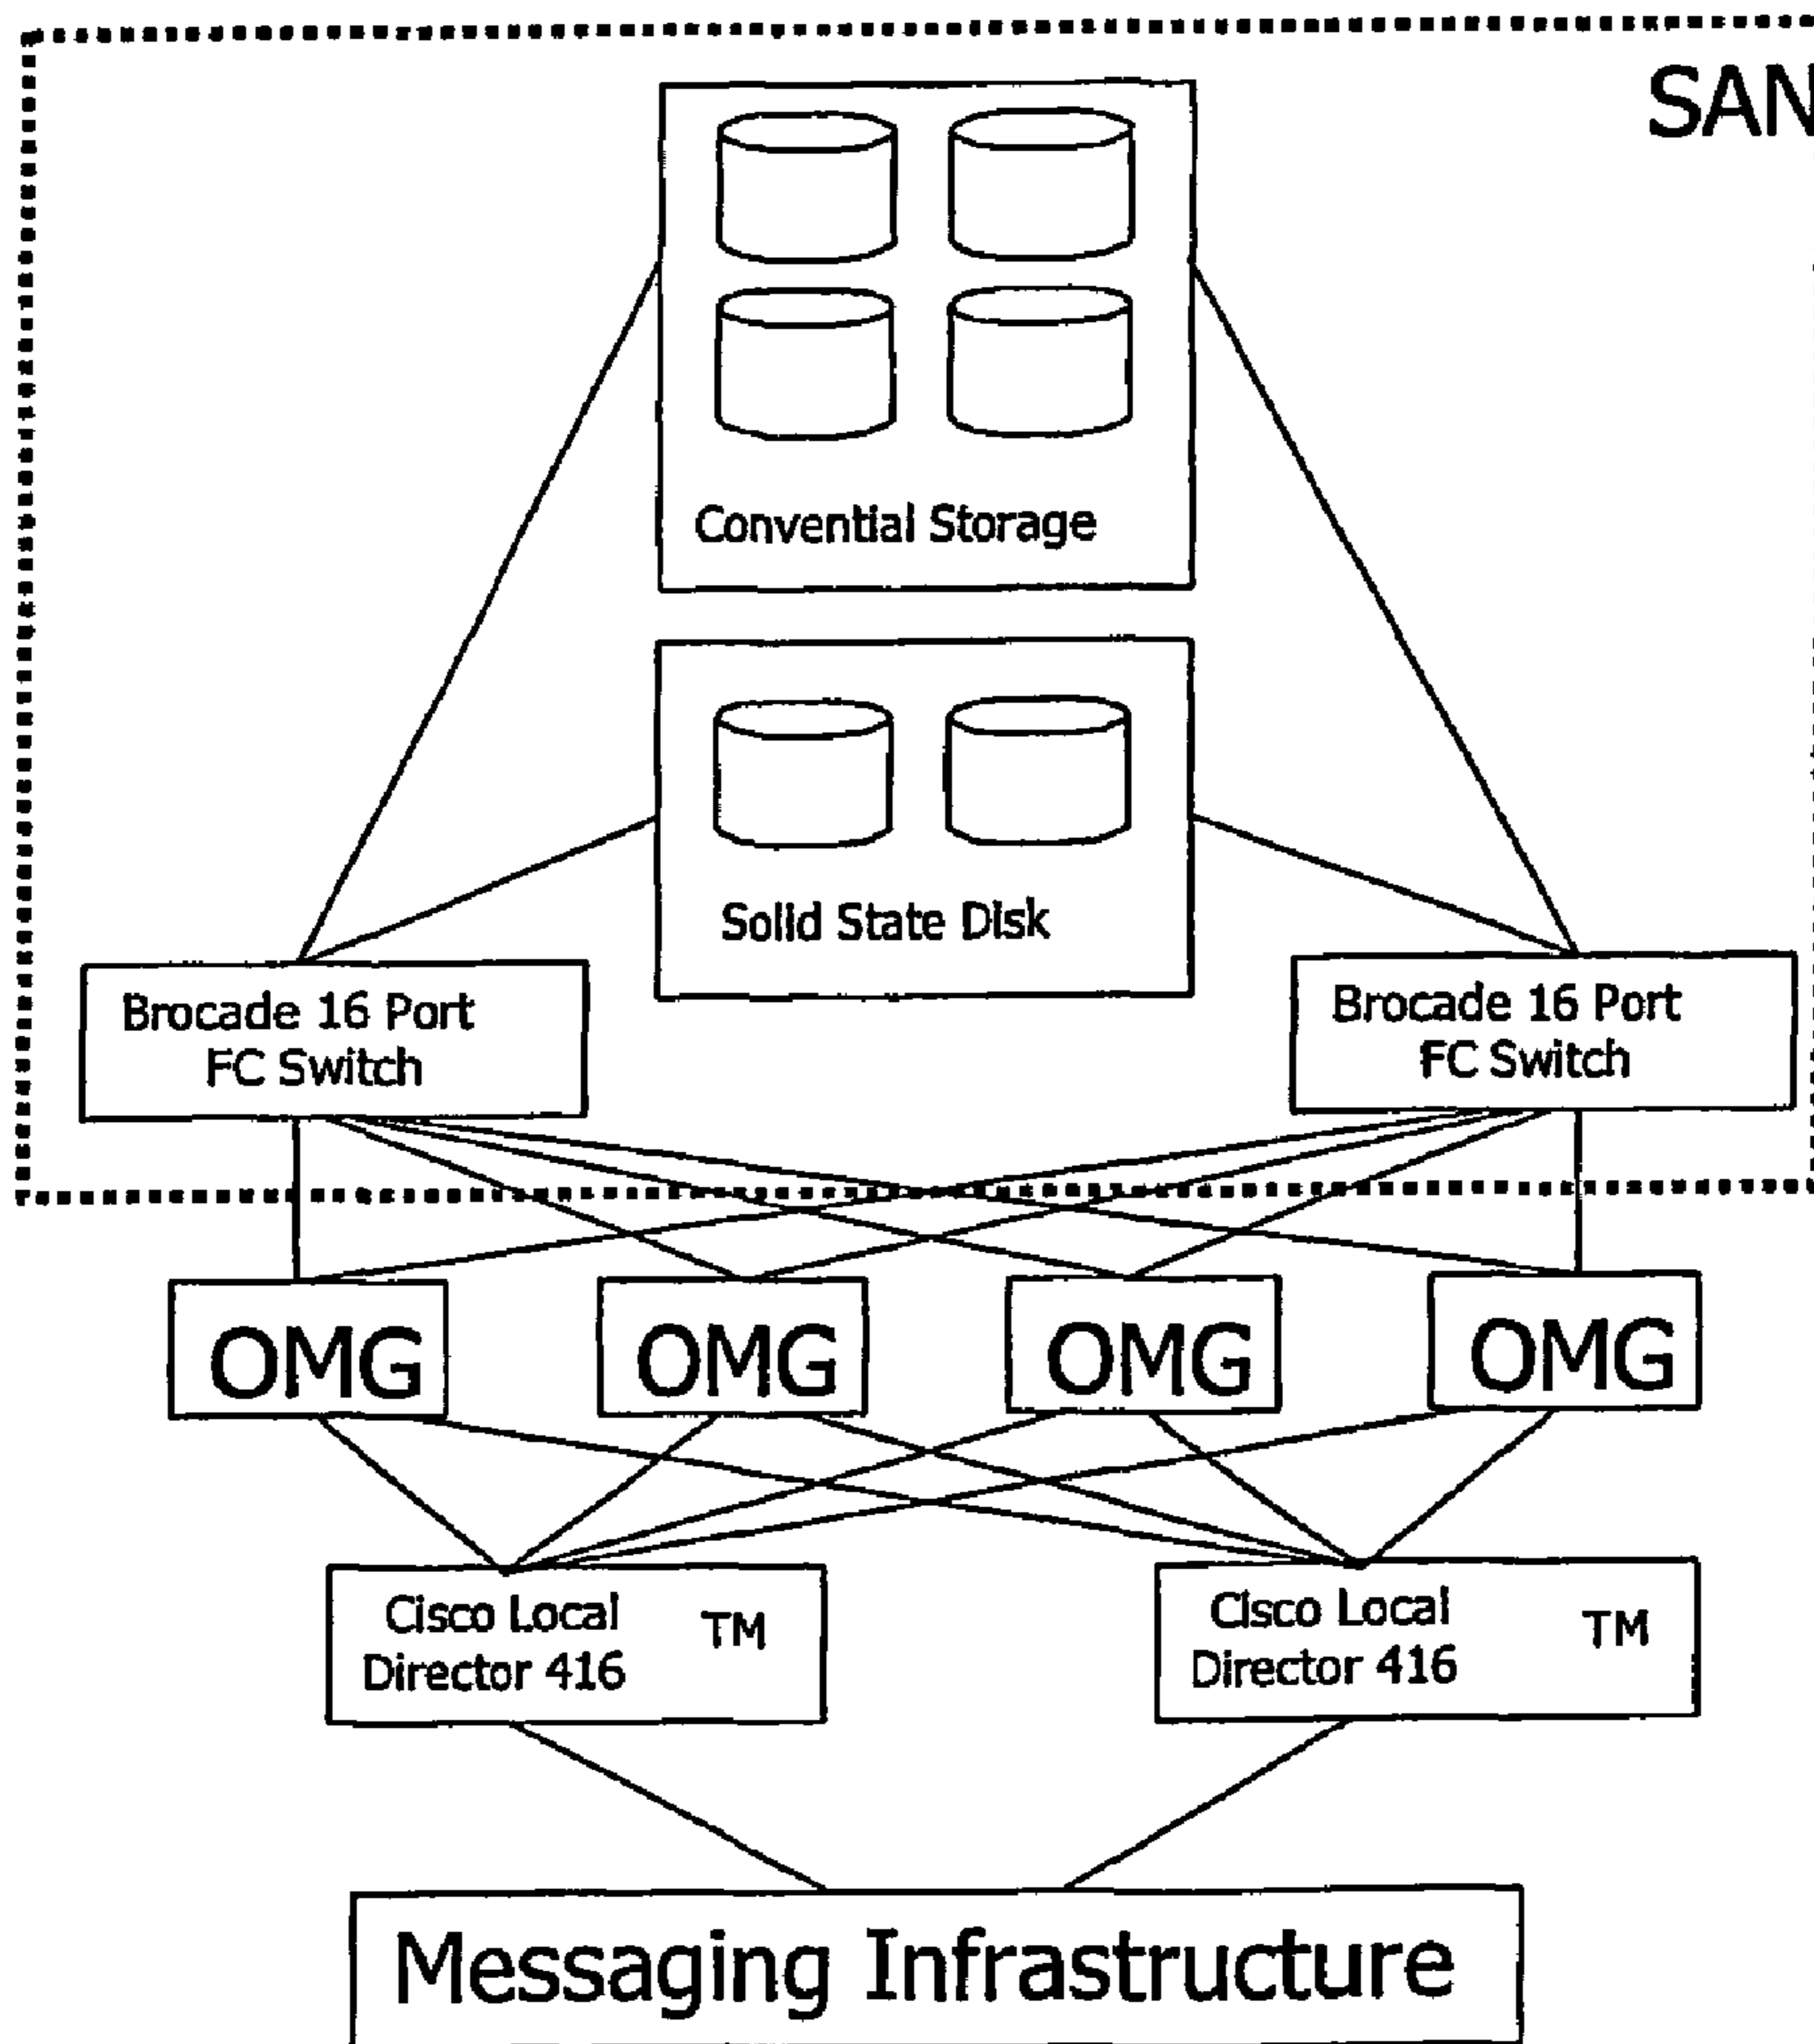 SAN
Convential Storage
Solid State Disk
Brocade 16 Port
FC Switch
Brocade 16 Port
FC Switch
OMG
OMG
OMG
OMG
Cisco Local
Director 416
TM
Cisco Local
Director 416
TM
Messaging Infrastructure